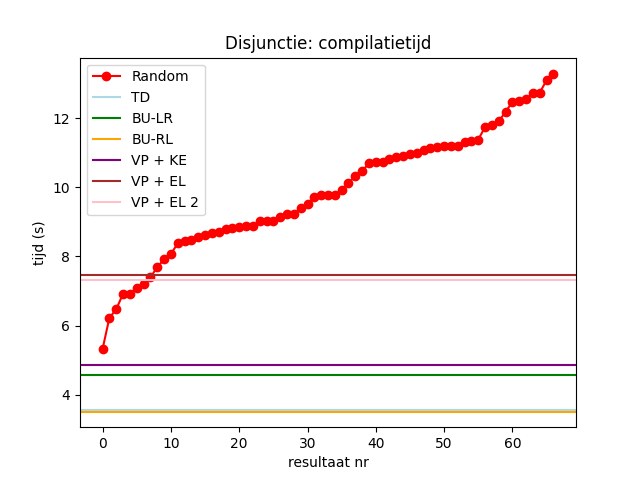 Disjunctie: compilatietijd
Random
TD
BU-LR
BU-RL
VP + KE
VP + EL
VP + EL 2
tijd (s)
12
10
8
6
4
0 10 20 30 40 50 60
resultaat nr